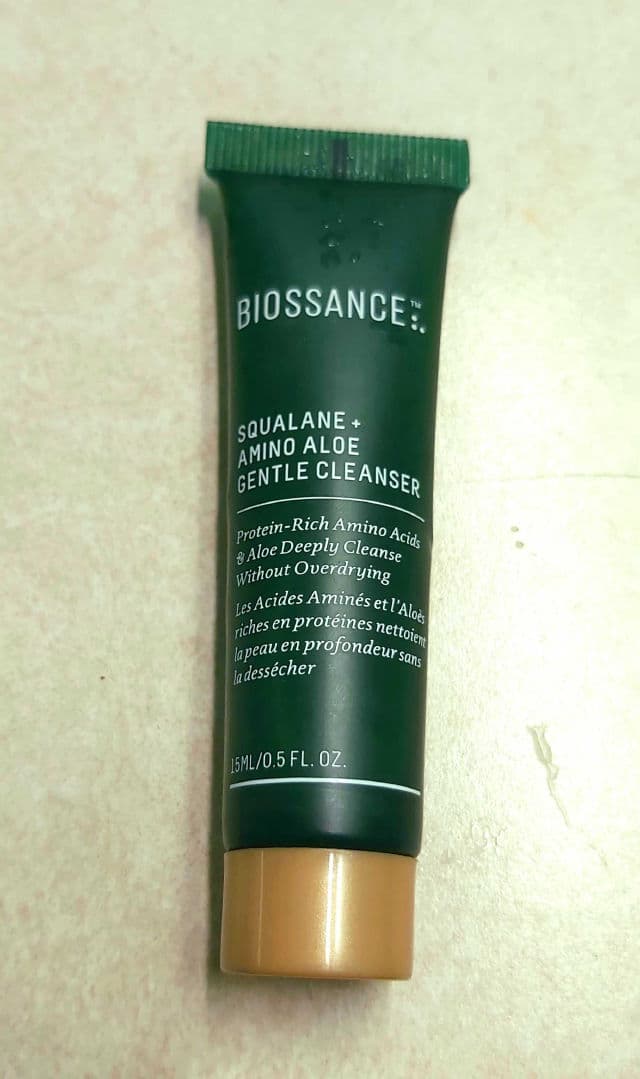 BIOSSANCE™
SQUALANE +
AMINO ALOE
GENTLE CLEANSER
Protein-Rich Amino Acids
& Aloe Deeply Cleanse
Without Overdrying
Les Acides Aminés et l'Aloès
riches en protéines nettoient
la peau en profondeur sans
la dessécher
15ML/0.5 FL. OZ.